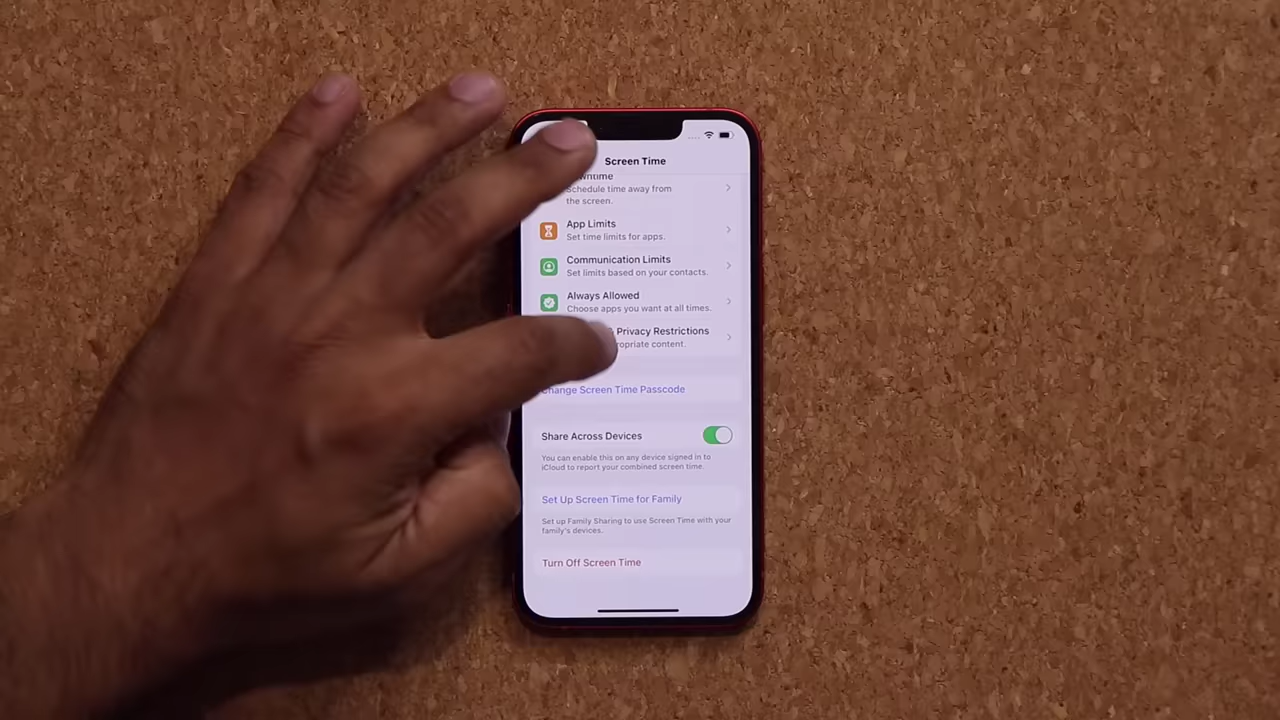 Screen Time
wntime
Schedule time away from
the screen.
App Limits
Set time limits for apps.
Communication Limits
Set limits based on your contacts.
Always Allowed
Choose apps you want at all times.
Privacy Restrictions
ropriate content.
hange Screen Time Passcode
Share Across Devices
You can enable this on any device signed in to
iCloud to report your combined screen time.
Set Up Screen Time for Family
Set up Family Sharing to use Screen Time with your
family's devices.
Turn Off Screen Time